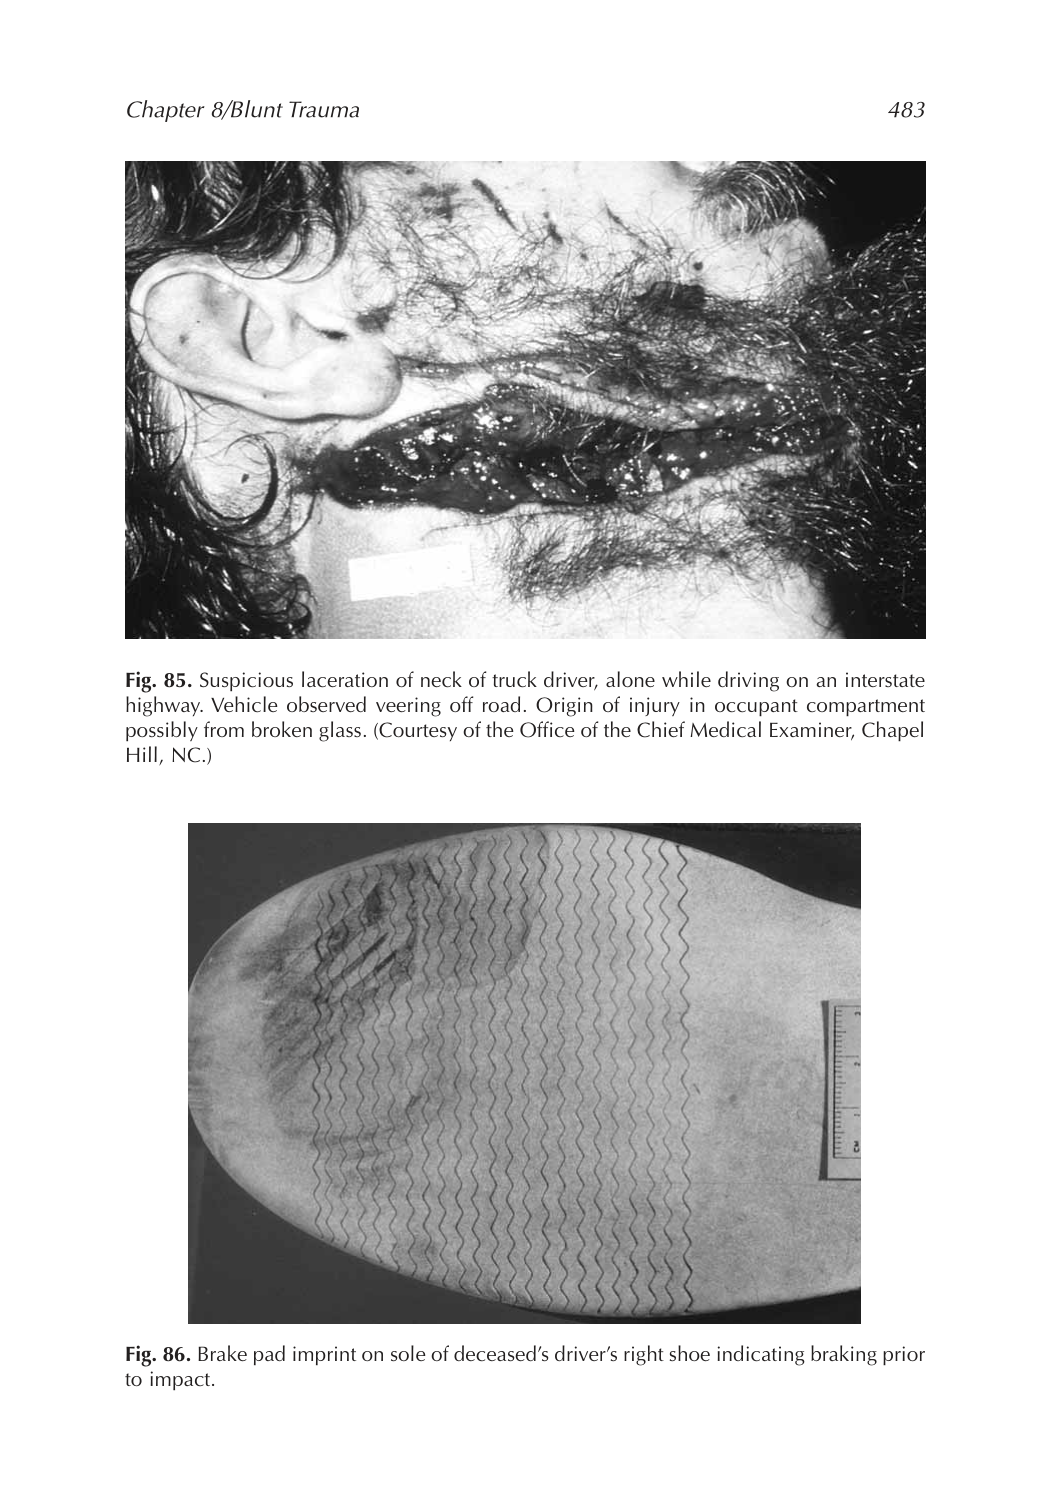 Chapter 8/Blunt Trauma 483
Fig. 85. Suspicious laceration of neck of truck driver, alone while driving on an interstate
highway. Vehicle observed veering off road. Origin of injury in occupant compartment
possibly from broken glass. (Courtesy of the Office of the Chief Medical Examiner, Chapel
Hill, NC.)
Fig. 86. Brake pad imprint on sole of deceased’s driver’s right shoe indicating braking prior
to impact.